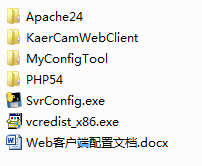 Apache24
KaerCamWebClient
MyConfigTool
PHP54
SvrConfig.exe
vcredist_x86.exe
Web客户端配置文档.docx